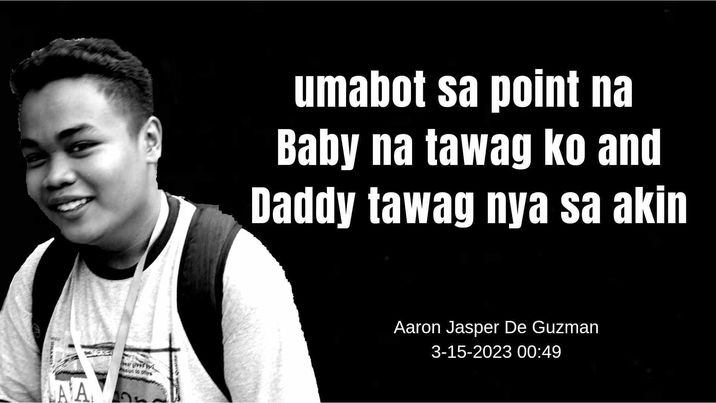 umabot sa point na
Baby na tawag ko and
Daddy tawag nya sa akin
Aaron Jasper De Guzman
3-15-2023 00:49